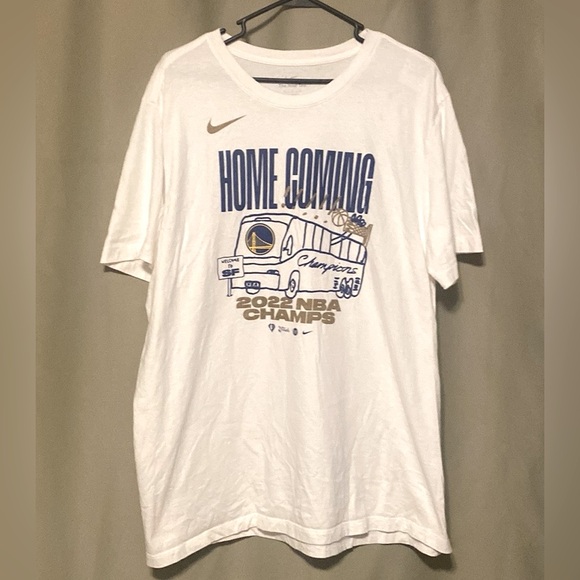 HOME COMING
Champions
WELCOME
TO
SF
2022 NBA
CHAMPS